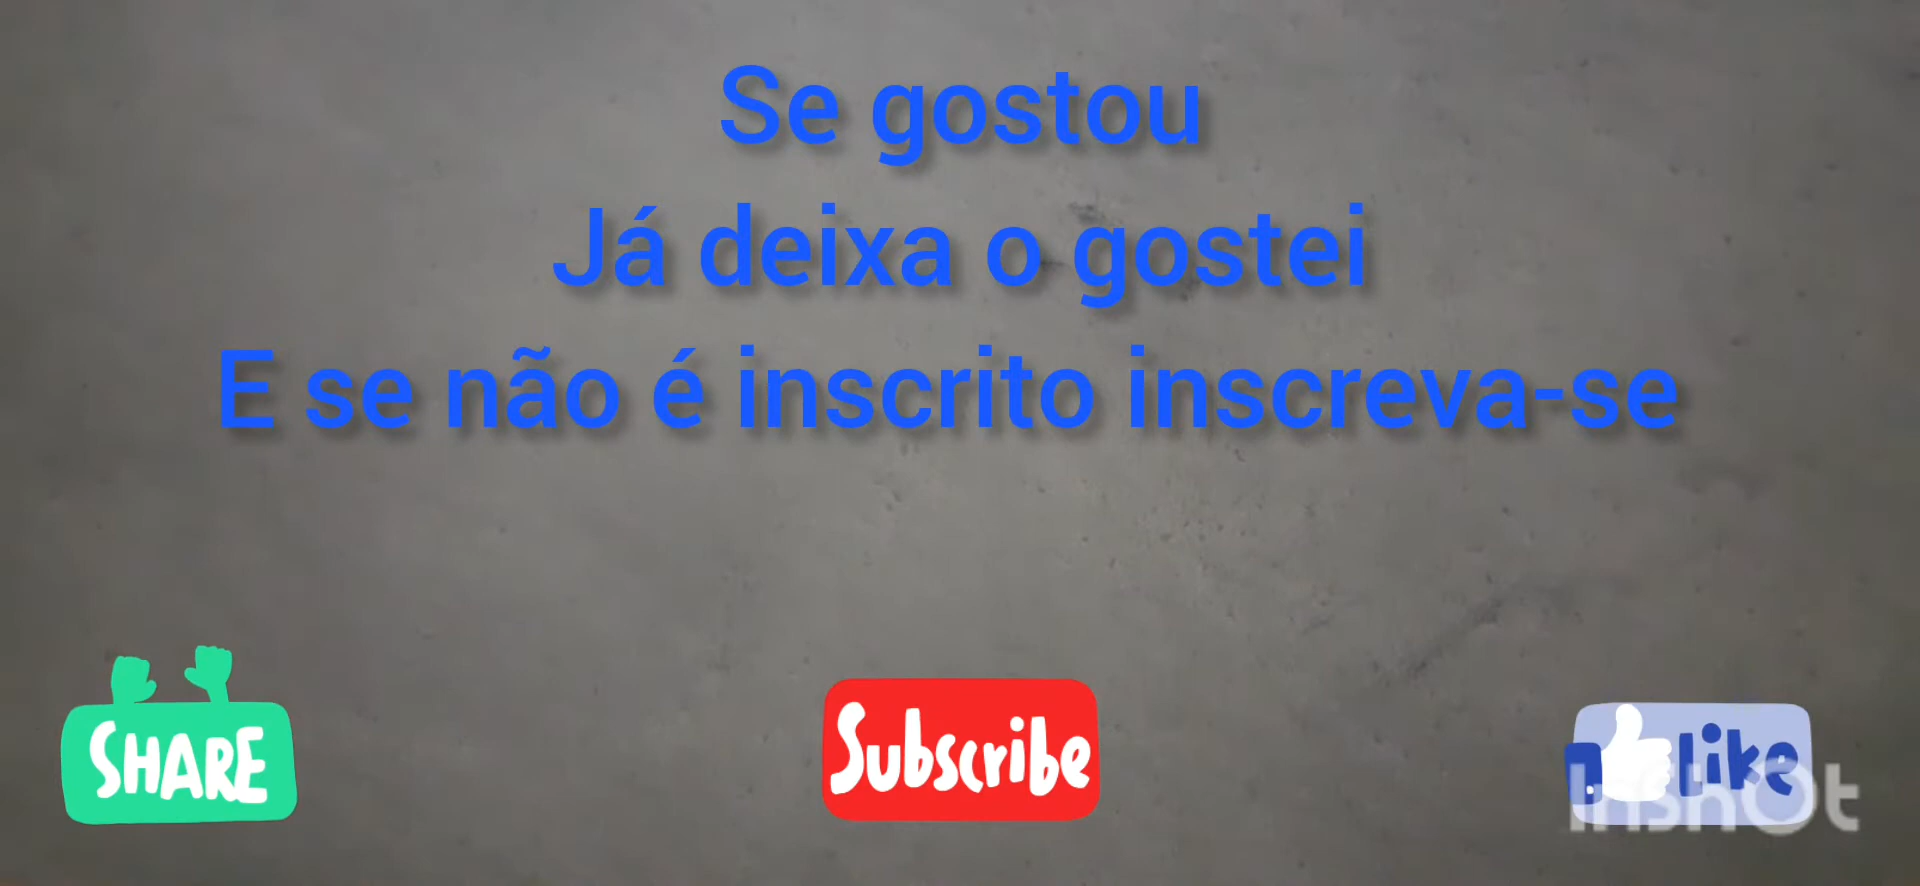 Se gostou
Já deixa o gostei
E se não é inscrito inscreva-se
SHARE
Subscribe
like
InShOt